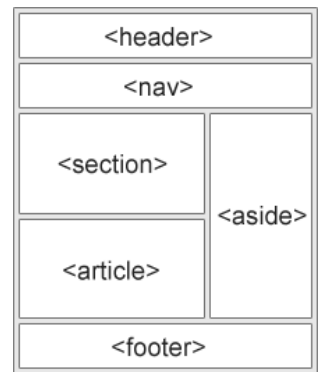 <header>
<nav>
<section>
<aside>
<article>
<footer>